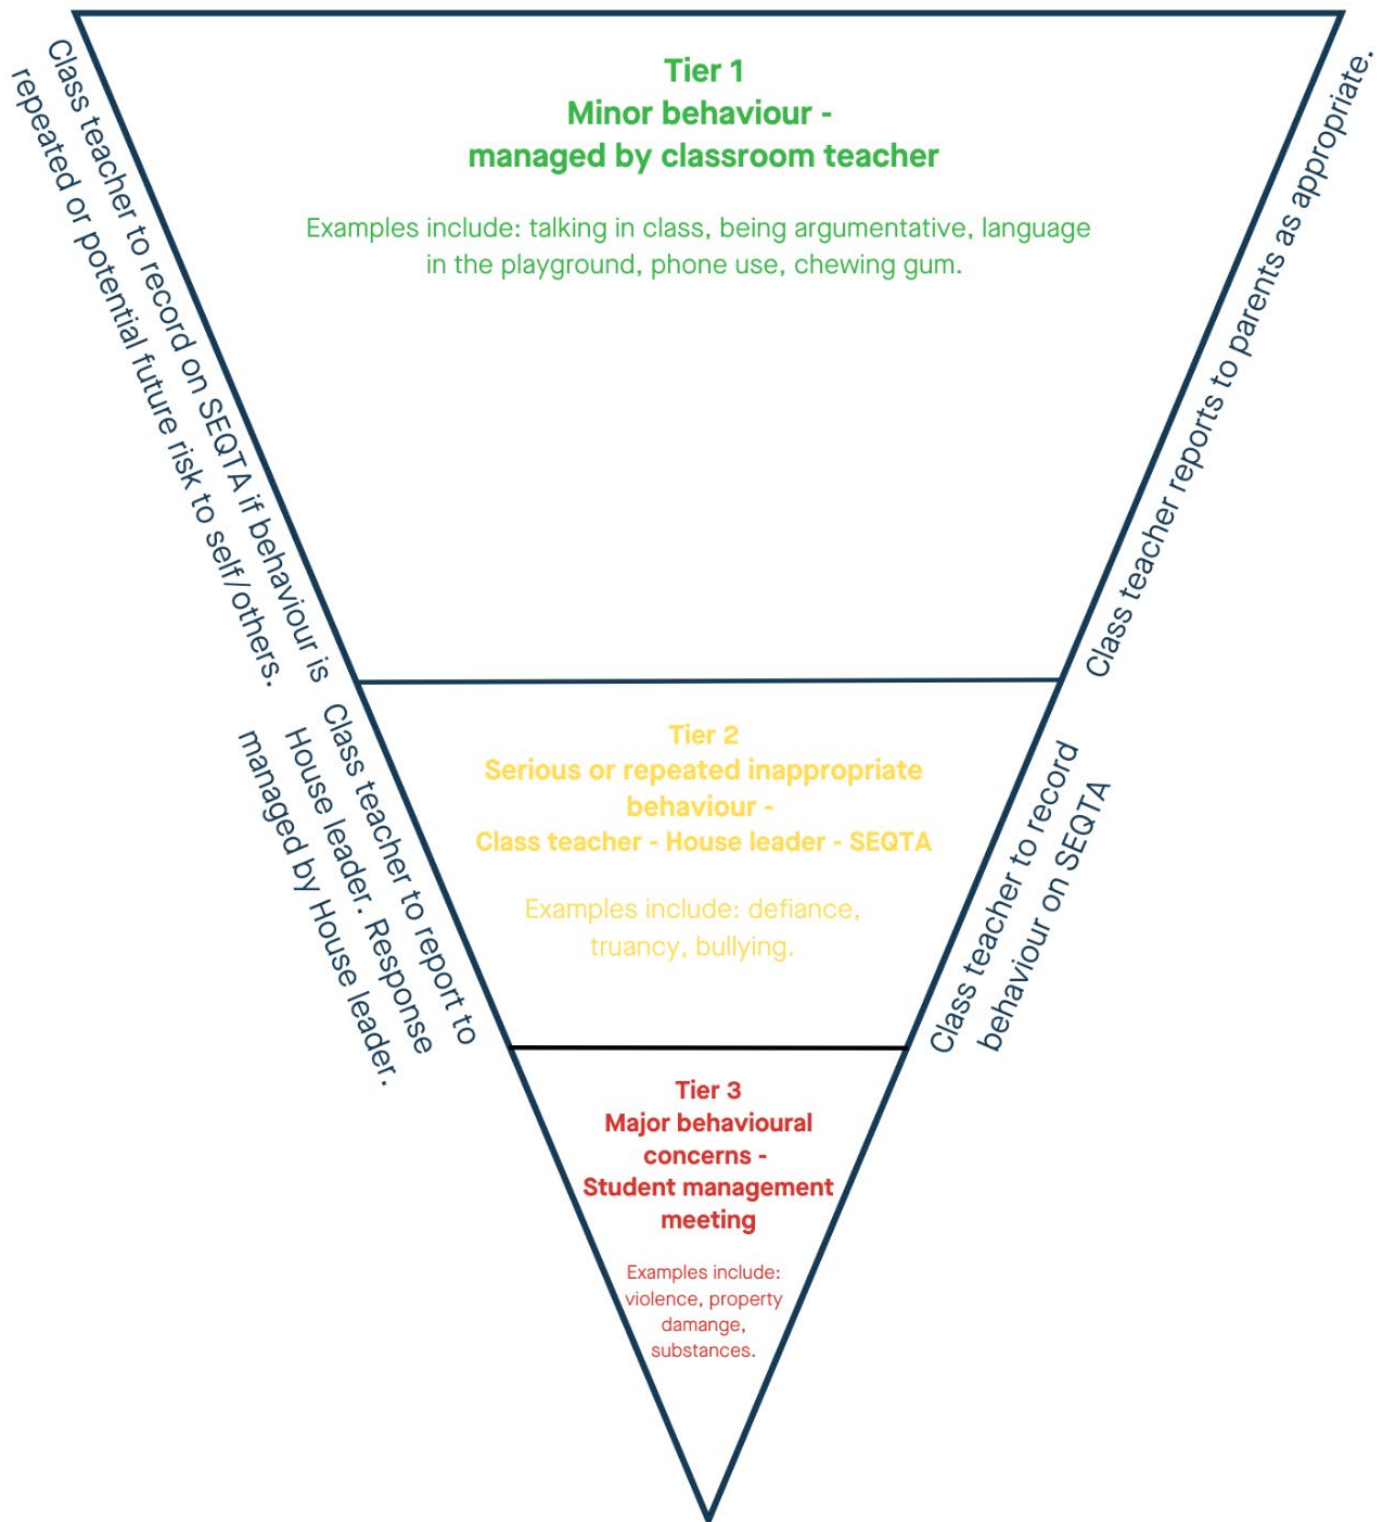 Tier 1
Minor behaviour -
managed by classroom teacher
Examples include: talking in class, being argumentative, language
in the playground, phone use, chewing gum.
Class teacher to record on SEQTA if behaviour is
repeated or potential future risk to self/others.
Class teacher reports to parents as appropriate.
Tier 2
Serious or repeated inappropriate
behaviour -
Class teacher - House leader - SEQTA
Examples include: defiance,
truancy, bullying.
Class teacher to report to
House leader. Response
managed by House leader.
Class teacher to record
behaviour on SEQTA
Tier 3
Major behavioural
concerns -
Student management
meeting
Examples include:
violence, property
damange,
substances.